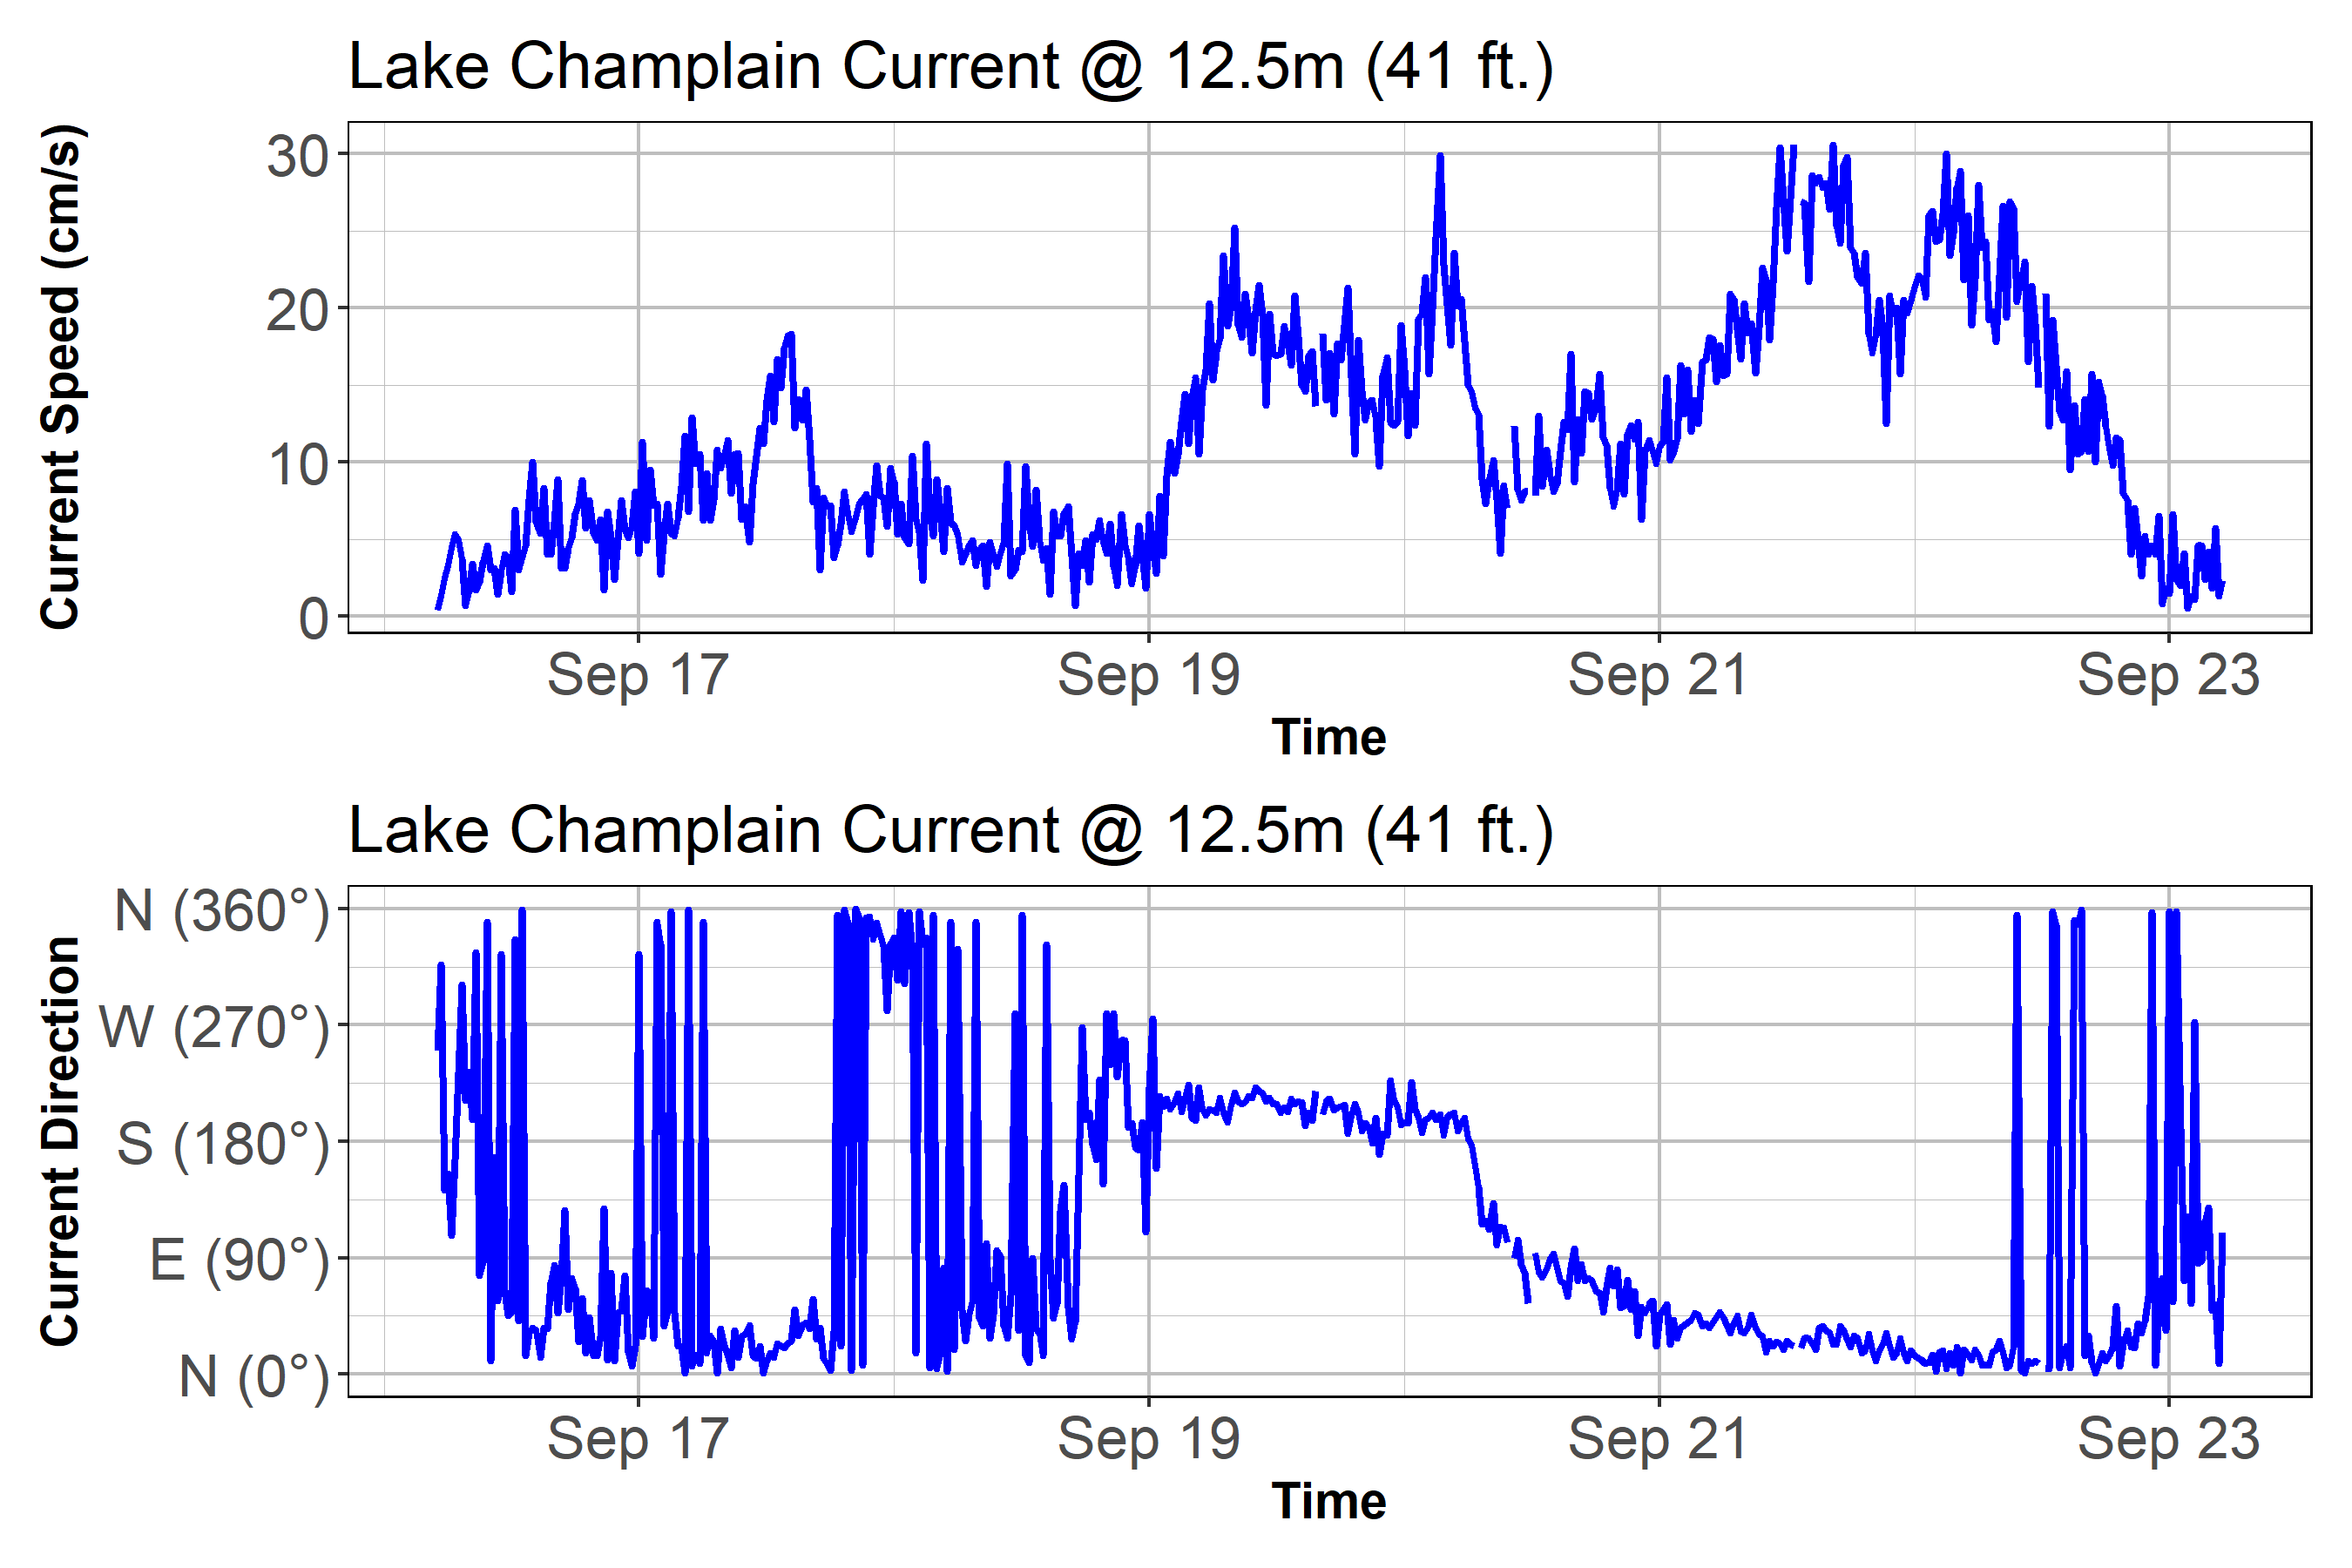 Lake Champlain Current @ 12.5m (41 ft.)
Current Speed (cm/s)
30
20
10
0
Sep 17 Sep 19 Sep 21 Sep 23
Time
Lake Champlain Current @ 12.5m (41 ft.)
Current Direction
N (360°)
W (270°)
S (180°)
E (90°)
N (0°)
Sep 17 Sep 19 Sep 21 Sep 23
Time